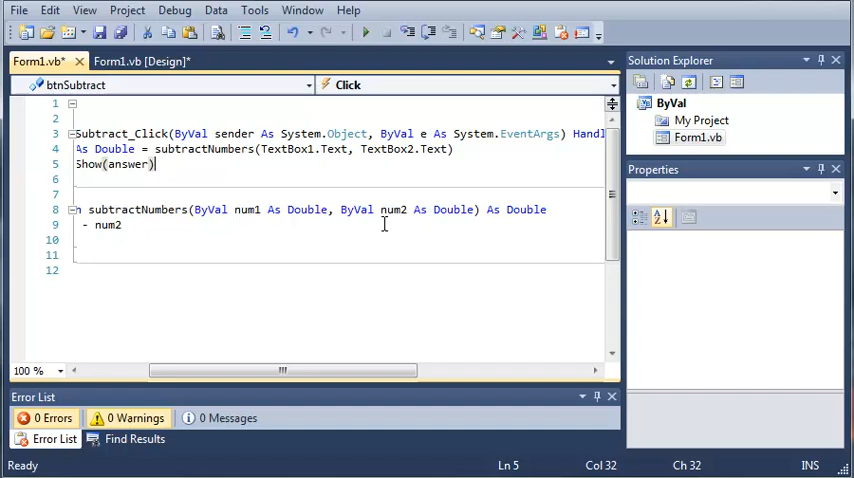 File Edit View Project Debug Data Tools Window Help
Form1.vb* Form1.vb [Design]*
btnSubtract Click
1
2
3 Subtract_Click(ByVal sender As System.Object, ByVal e As System.EventArgs) Handl
4 As Double = subtractNumbers(TextBox1.Text, TextBox2.Text)
5 Show(answer)
6
7
8 n subtractNumbers(ByVal num1 As Double, ByVal num2 As Double) As Double
9 - num2
10
11
12
100 %
Solution Explorer
ByVal
My Project
Form1.vb
Properties
Error List
0 Errors 0 Warnings 0 Messages
Error List Find Results
Ready Ln 5 Col 32 Ch 32 INS